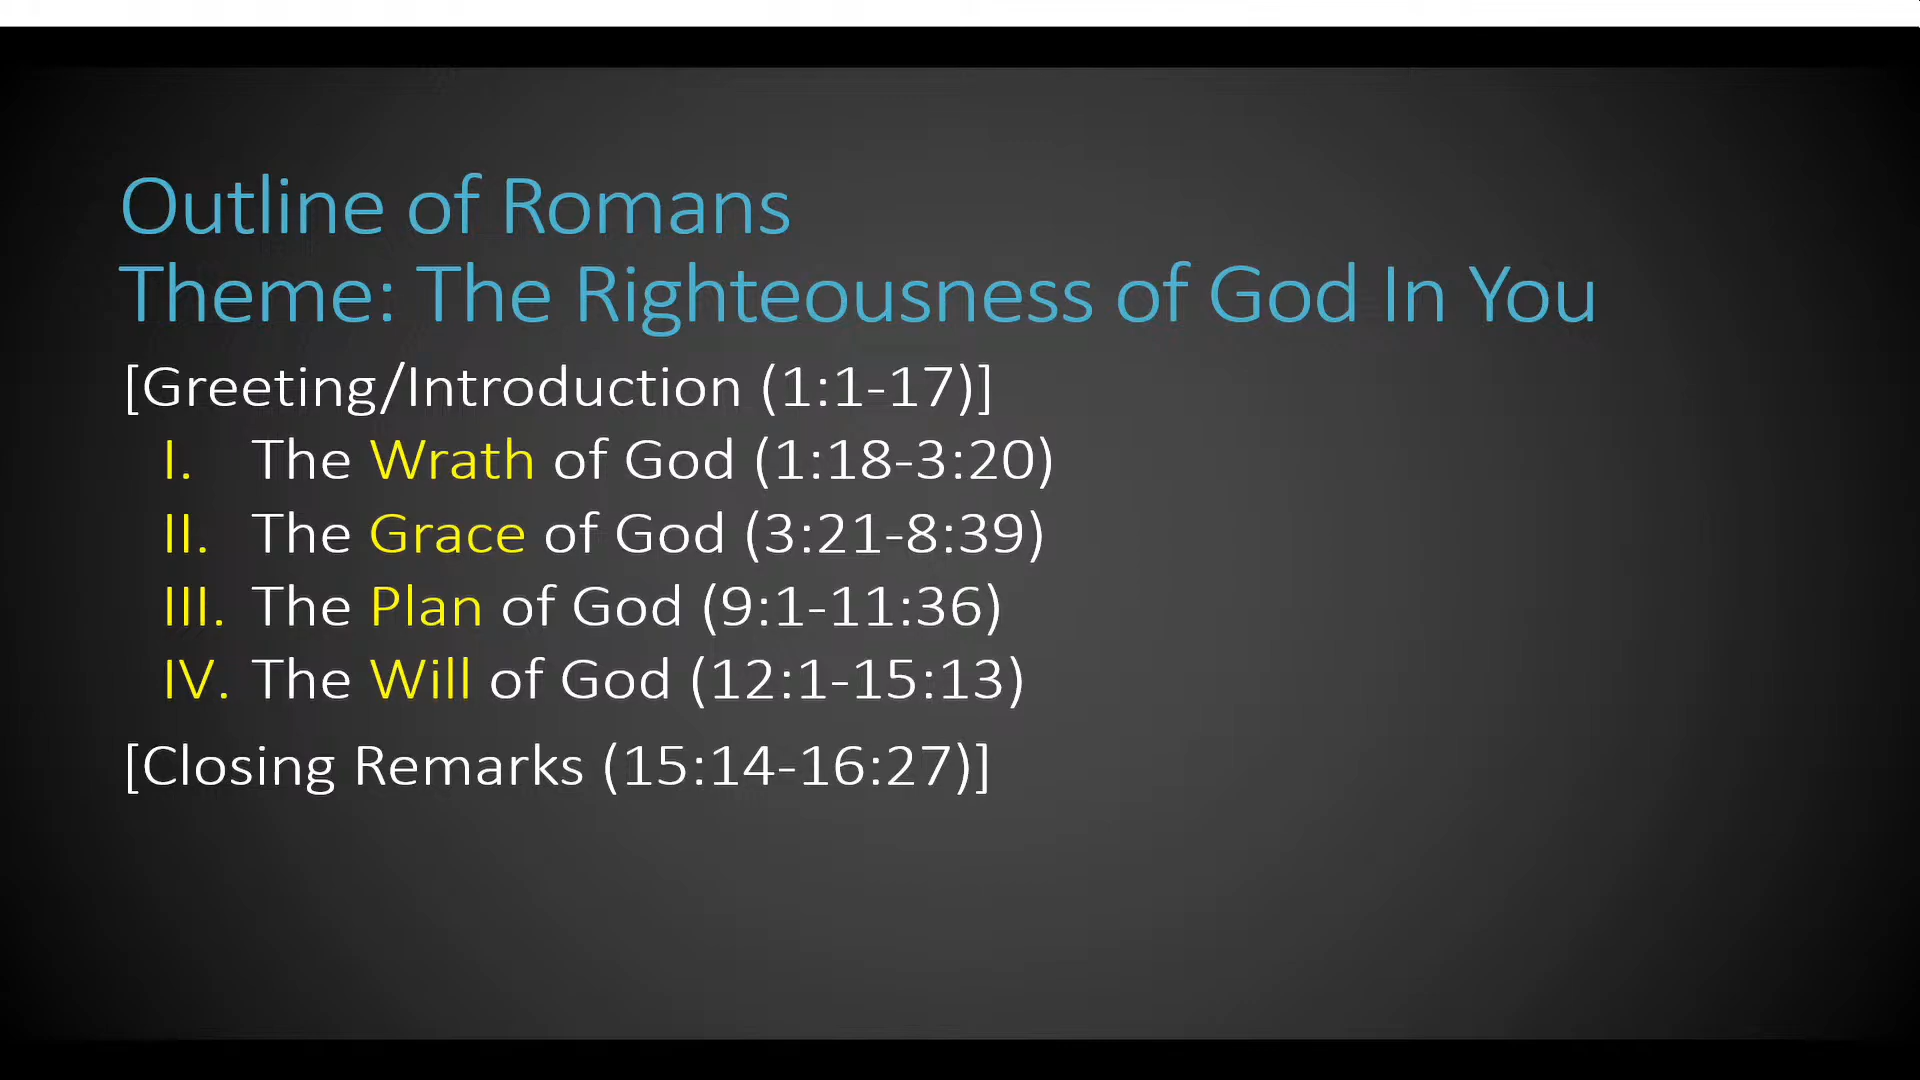 Outline of Romans
Theme: The Righteousness of God In You
[Greeting/Introduction (1:1-17)]
I. The Wrath of God (1:18-3:20)
II. The Grace of God (3:21-8:39)
III. The Plan of God (9:1-11:36)
IV. The Will of God (12:1-15:13)
[Closing Remarks (15:14-16:27)]